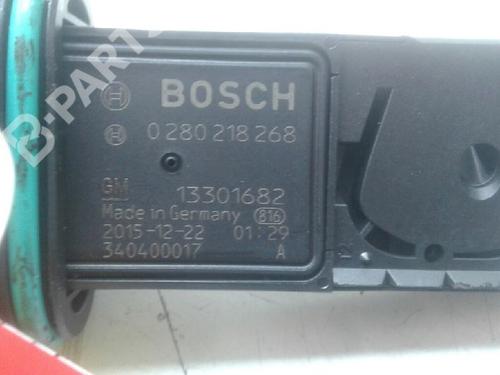 BOSCH
0 280 218 268
GM 13301682
Made in Germany 816
2015-12-22 01:29
340400017 A
B-PARTS